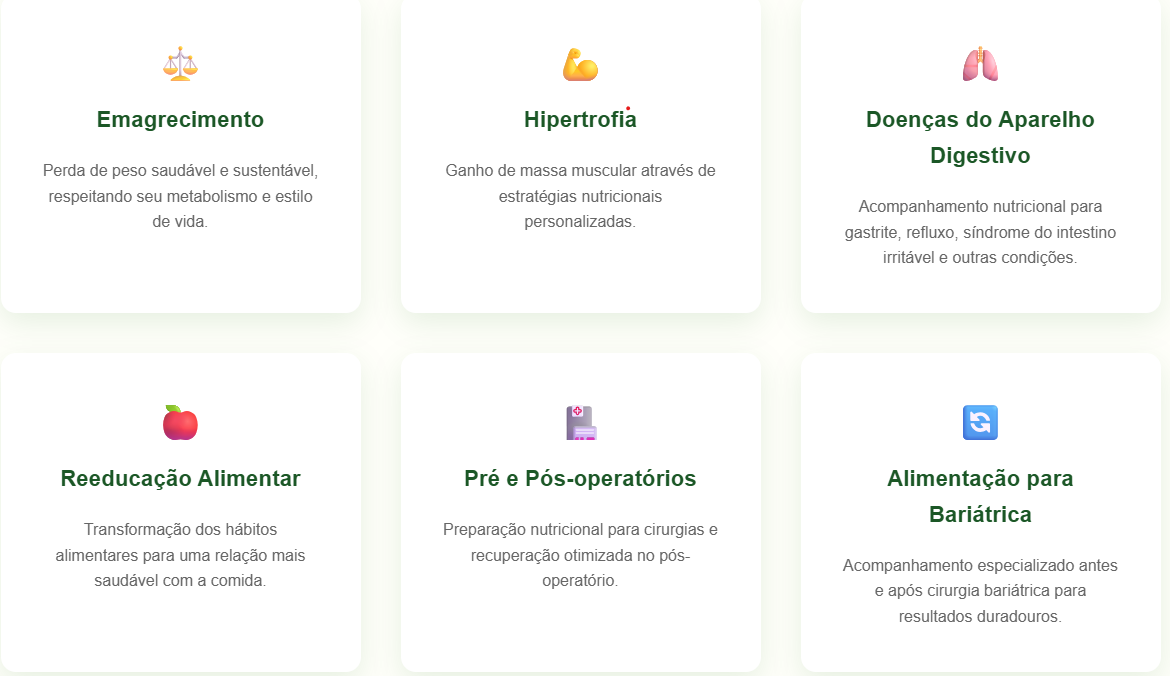 Emagrecimento
Perda de peso saudável e sustentável,
respeitando seu metabolismo e estilo
de vida.
Hipertrofia
Ganho de massa muscular através de
estratégias nutricionais
personalizadas.
Doenças do Aparelho
Digestivo
Acompanhamento nutricional para
gastrite, refluxo, síndrome do intestino
irritável e outras condições.
Reeducação Alimentar
Transformação dos hábitos
alimentares para uma relação mais
saudável com a comida.
Pré e Pós-operatórios
Preparação nutricional para cirurgias e
recuperação otimizada no pós-
operatório.
Alimentação para
Bariátrica
Acompanhamento especializado antes
e após cirurgia bariátrica para
resultados duradouros.